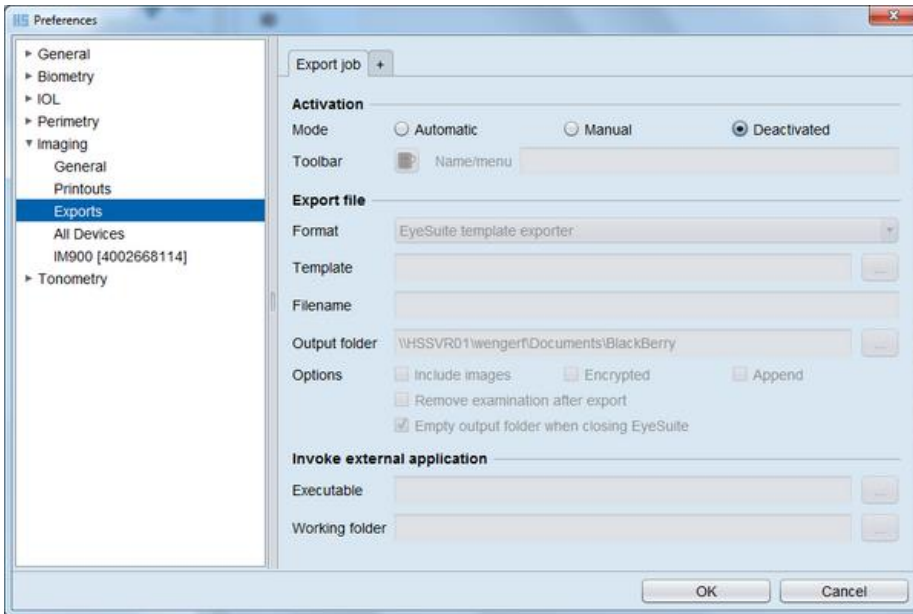 HS Preferences
General
Biometry
IOL
Perimetry
Imaging
General
Printouts
Exports
All Devices
IM900 [4002668114]
Tonometry
Export job +
Activation
Mode Automatic Manual Deactivated
Toolbar Name/menu
Export file
Format EyeSuite template exporter
Template ...
Filename
Output folder \\HSSVR01\wengerf\Documents\BlackBerry ...
Options Include images Encrypted Append
Remove examination after export
Empty output folder when closing EyeSuite
Invoke external application
Executable ...
Working folder ...
OK Cancel